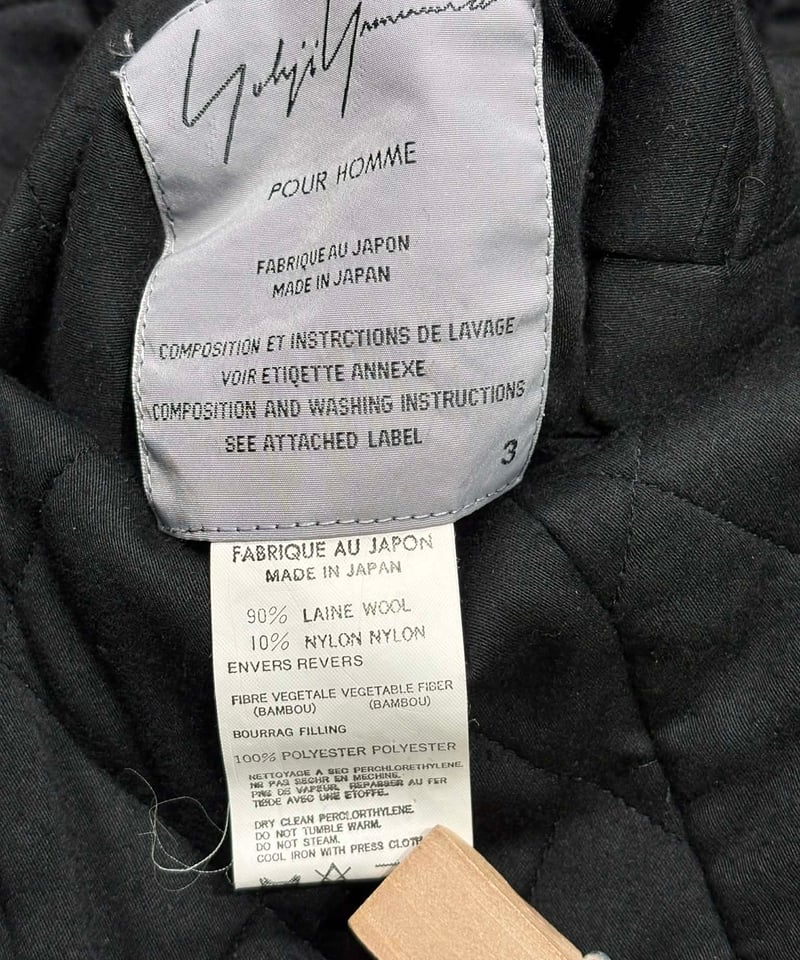 Yohji Yamamoto
POUR HOMME
FABRIQUE AU JAPON
MADE IN JAPAN
COMPOSITION ET INSTRCTIONS DE LAVAGE
VOIR ETIQETTE ANNEXE
COMPOSITION AND WASHING INSTRUCTIONS
SEE ATTACHED LABEL
3
FABRIQUE AU JAPON
MADE IN JAPAN
90% LAINE WOOL
10% NYLON NYLON
ENVERS REVERS
FIBRE VEGETALE VEGETABLE FIBER
(BAMBOU) (BAMBOU)
BOURRAG FILLING
100% POLYESTER POLYESTER
NETTOYAGE A SEC PERCHLORETHYLENE.
NE PAS SECHR EN MECHINE.
PAS DE VAPEUR. REPASSER AU FER
TIEDE AVEC UNE ETOFFE.
DRY CLEAN PERCLORTHYLENE.
DO NOT TUMBLE WARM.
DO NOT STEAM.
COOL IRON WITH PRESS CLOTH